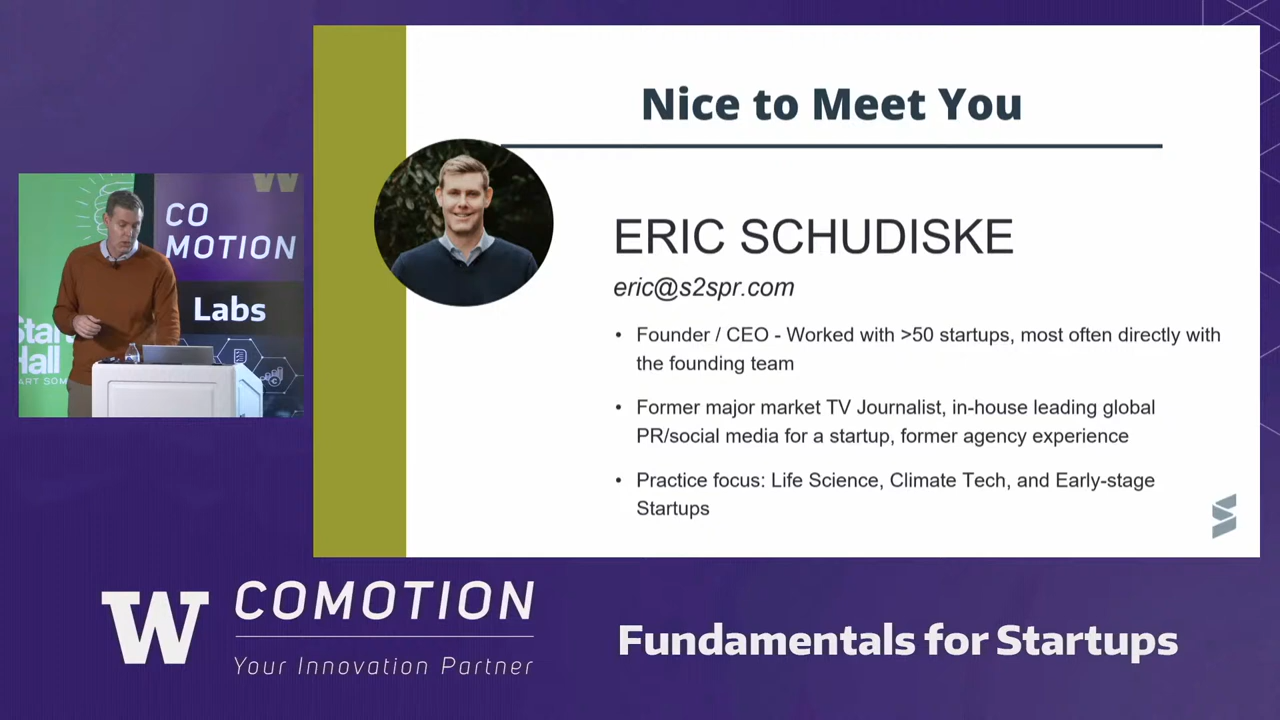 Nice to Meet You
ERIC SCHUDISKE
eric@s2spr.com
• Founder / CEO - Worked with >50 startups, most often directly with
the founding team
• Former major market TV Journalist, in-house leading global
PR/social media for a startup, former agency experience
• Practice focus: Life Science, Climate Tech, and Early-stage
Startups
W
CO
MOTION
Labs
Start
Hall
W
COMOTION
Your Innovation Partner
Fundamentals for Startups